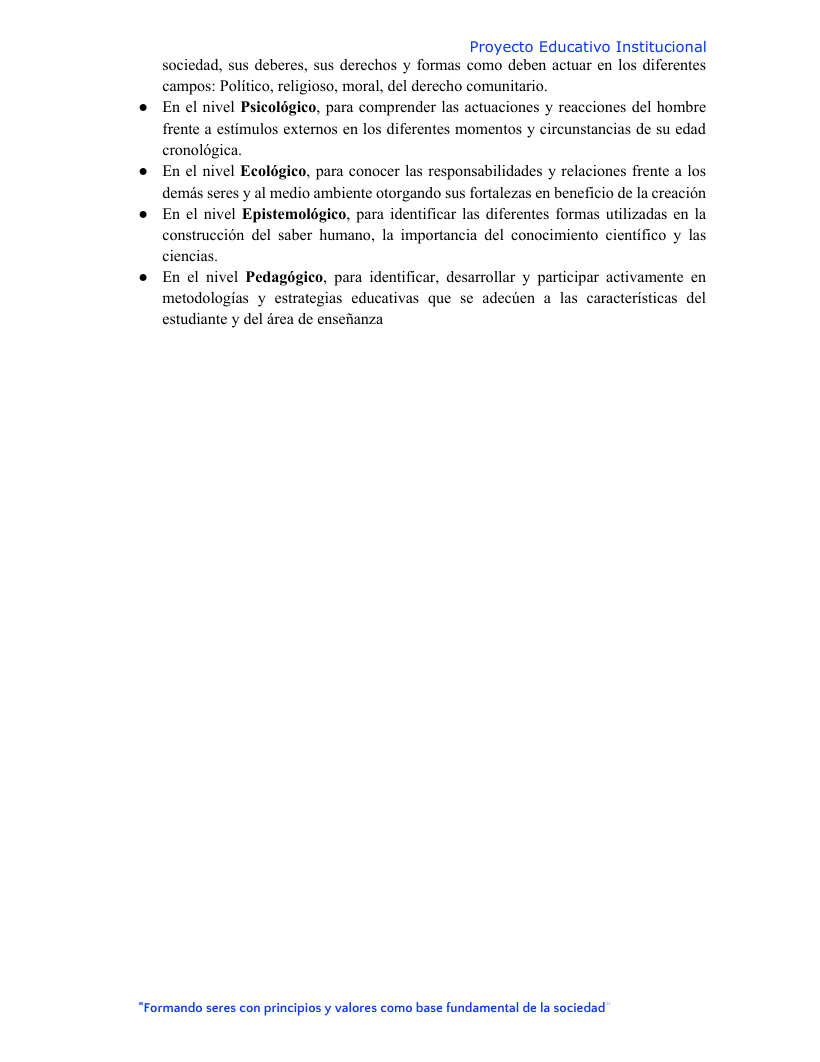 Proyecto Educativo Institucional
sociedad, sus deberes, sus derechos y formas como deben actuar en los diferentes
campos: Político, religioso, moral, del derecho comunitario.
● En el nivel Psicológico, para comprender las actuaciones y reacciones del hombre
frente a estímulos externos en los diferentes momentos y circunstancias de su edad
cronológica.
● En el nivel Ecológico, para conocer las responsabilidades y relaciones frente a los
demás seres y al medio ambiente otorgando sus fortalezas en beneficio de la creación
● En el nivel Epistemológico, para identificar las diferentes formas utilizadas en la
construcción del saber humano, la importancia del conocimiento científico y las
ciencias.
● En el nivel Pedagógico, para identificar, desarrollar y participar activamente en
metodologías y estrategias educativas que se adecúen a las características del
estudiante y del área de enseñanza
"Formando seres con principios y valores como base fundamental de la sociedad"